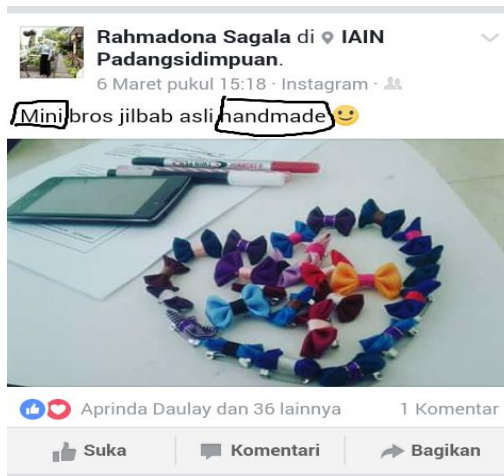 Rahmadona Sagala di IAIN
Padangsidimpuan.
6 Maret pukul 15:18 · Instagram ·
Mini bros jilbab asli handmade
Aprinda Daulay dan 36 lainnya
1 Komentar
Suka
Komentari
Bagikan